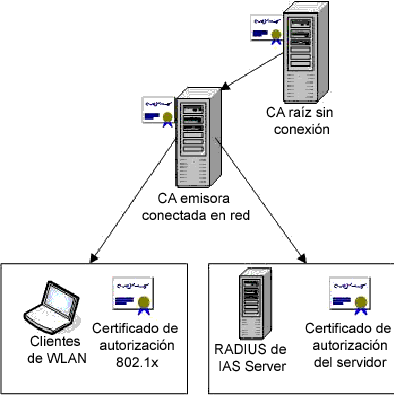 CA raíz sin
conexión
CA emisora
conectada en red
Clientes
de WLAN
Certificado de
autorización
802.1x
RADIUS de
IAS Server
Certificado de
autorización
del servidor